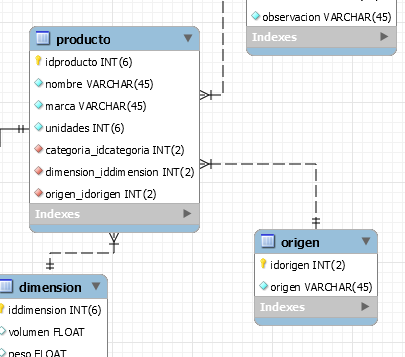 observacion VARCHAR(45)
Indexes
producto
idproducto INT(6)
nombre VARCHAR(45)
marca VARCHAR(45)
unidades INT(6)
categoria_idcategoria INT(2)
dimension_iddimension INT(2)
origen_idorigen INT(2)
Indexes
origen
idorigen INT(2)
origen VARCHAR(45)
Indexes
dimension
iddimension INT(6)
volumen FLOAT
peso FLOAT